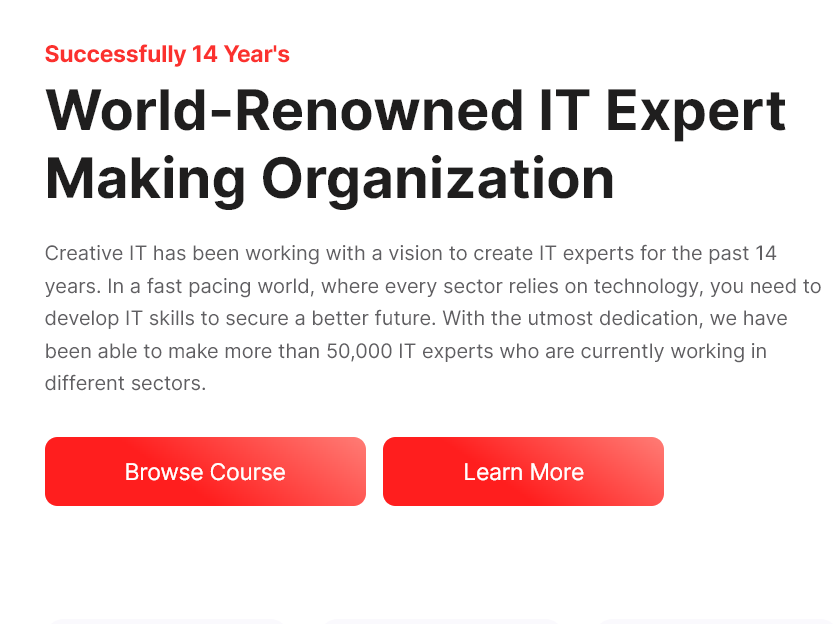 Successfully 14 Year's
World-Renowned IT Expert
Making Organization
Creative IT has been working with a vision to create IT experts for the past 14
years. In a fast pacing world, where every sector relies on technology, you need to
develop IT skills to secure a better future. With the utmost dedication, we have
been able to make more than 50,000 IT experts who are currently working in
different sectors.
Browse Course
Learn More